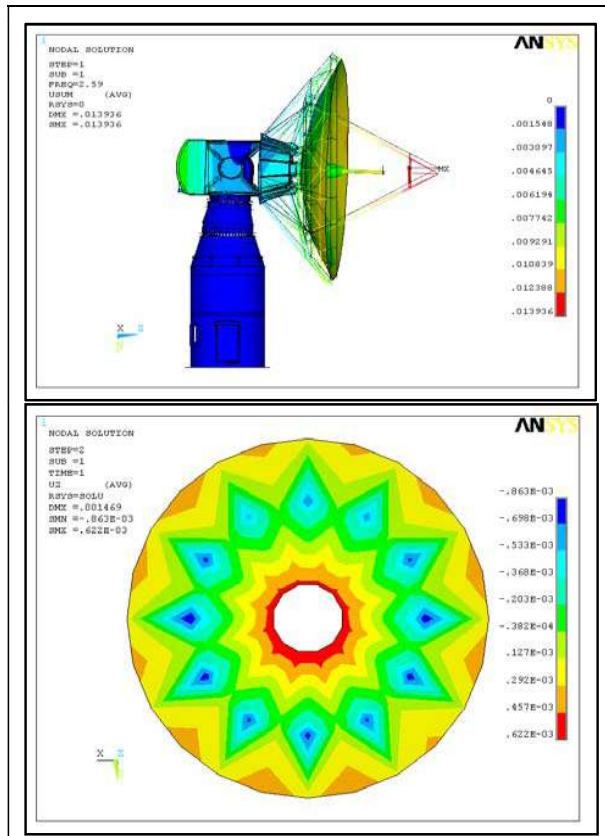 1
NODAL SOLUTION
STEP=1
SUB =1
FREQ=2.59
USUM (AVG)
RSYS=0
DMX =.013936
SMX =.013936
ANSYS
0
.001548
.003097
.004645
.006194
.007742
.009291
.010839
.012388
.013936
MX
X Z
Y
1
NODAL SOLUTION
STEP=2
SUB =1
TIME=1
UZ (AVG)
RSYS=SOLU
DMX =.001469
SMN =-.863E-03
SMX =.622E-03
ANSYS
-.863E-03
-.698E-03
-.533E-03
-.368E-03
-.203E-03
-.382E-04
.127E-03
.292E-03
.457E-03
.622E-03
X Z